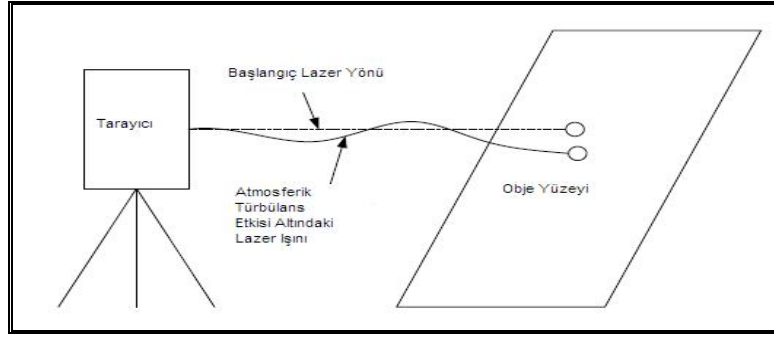 Başlangıç Lazer Yönü
Tarayıcı
Atmosferik
Türbülans
Etkisi Altındaki
Lazer Işını
Obje Yüzeyi